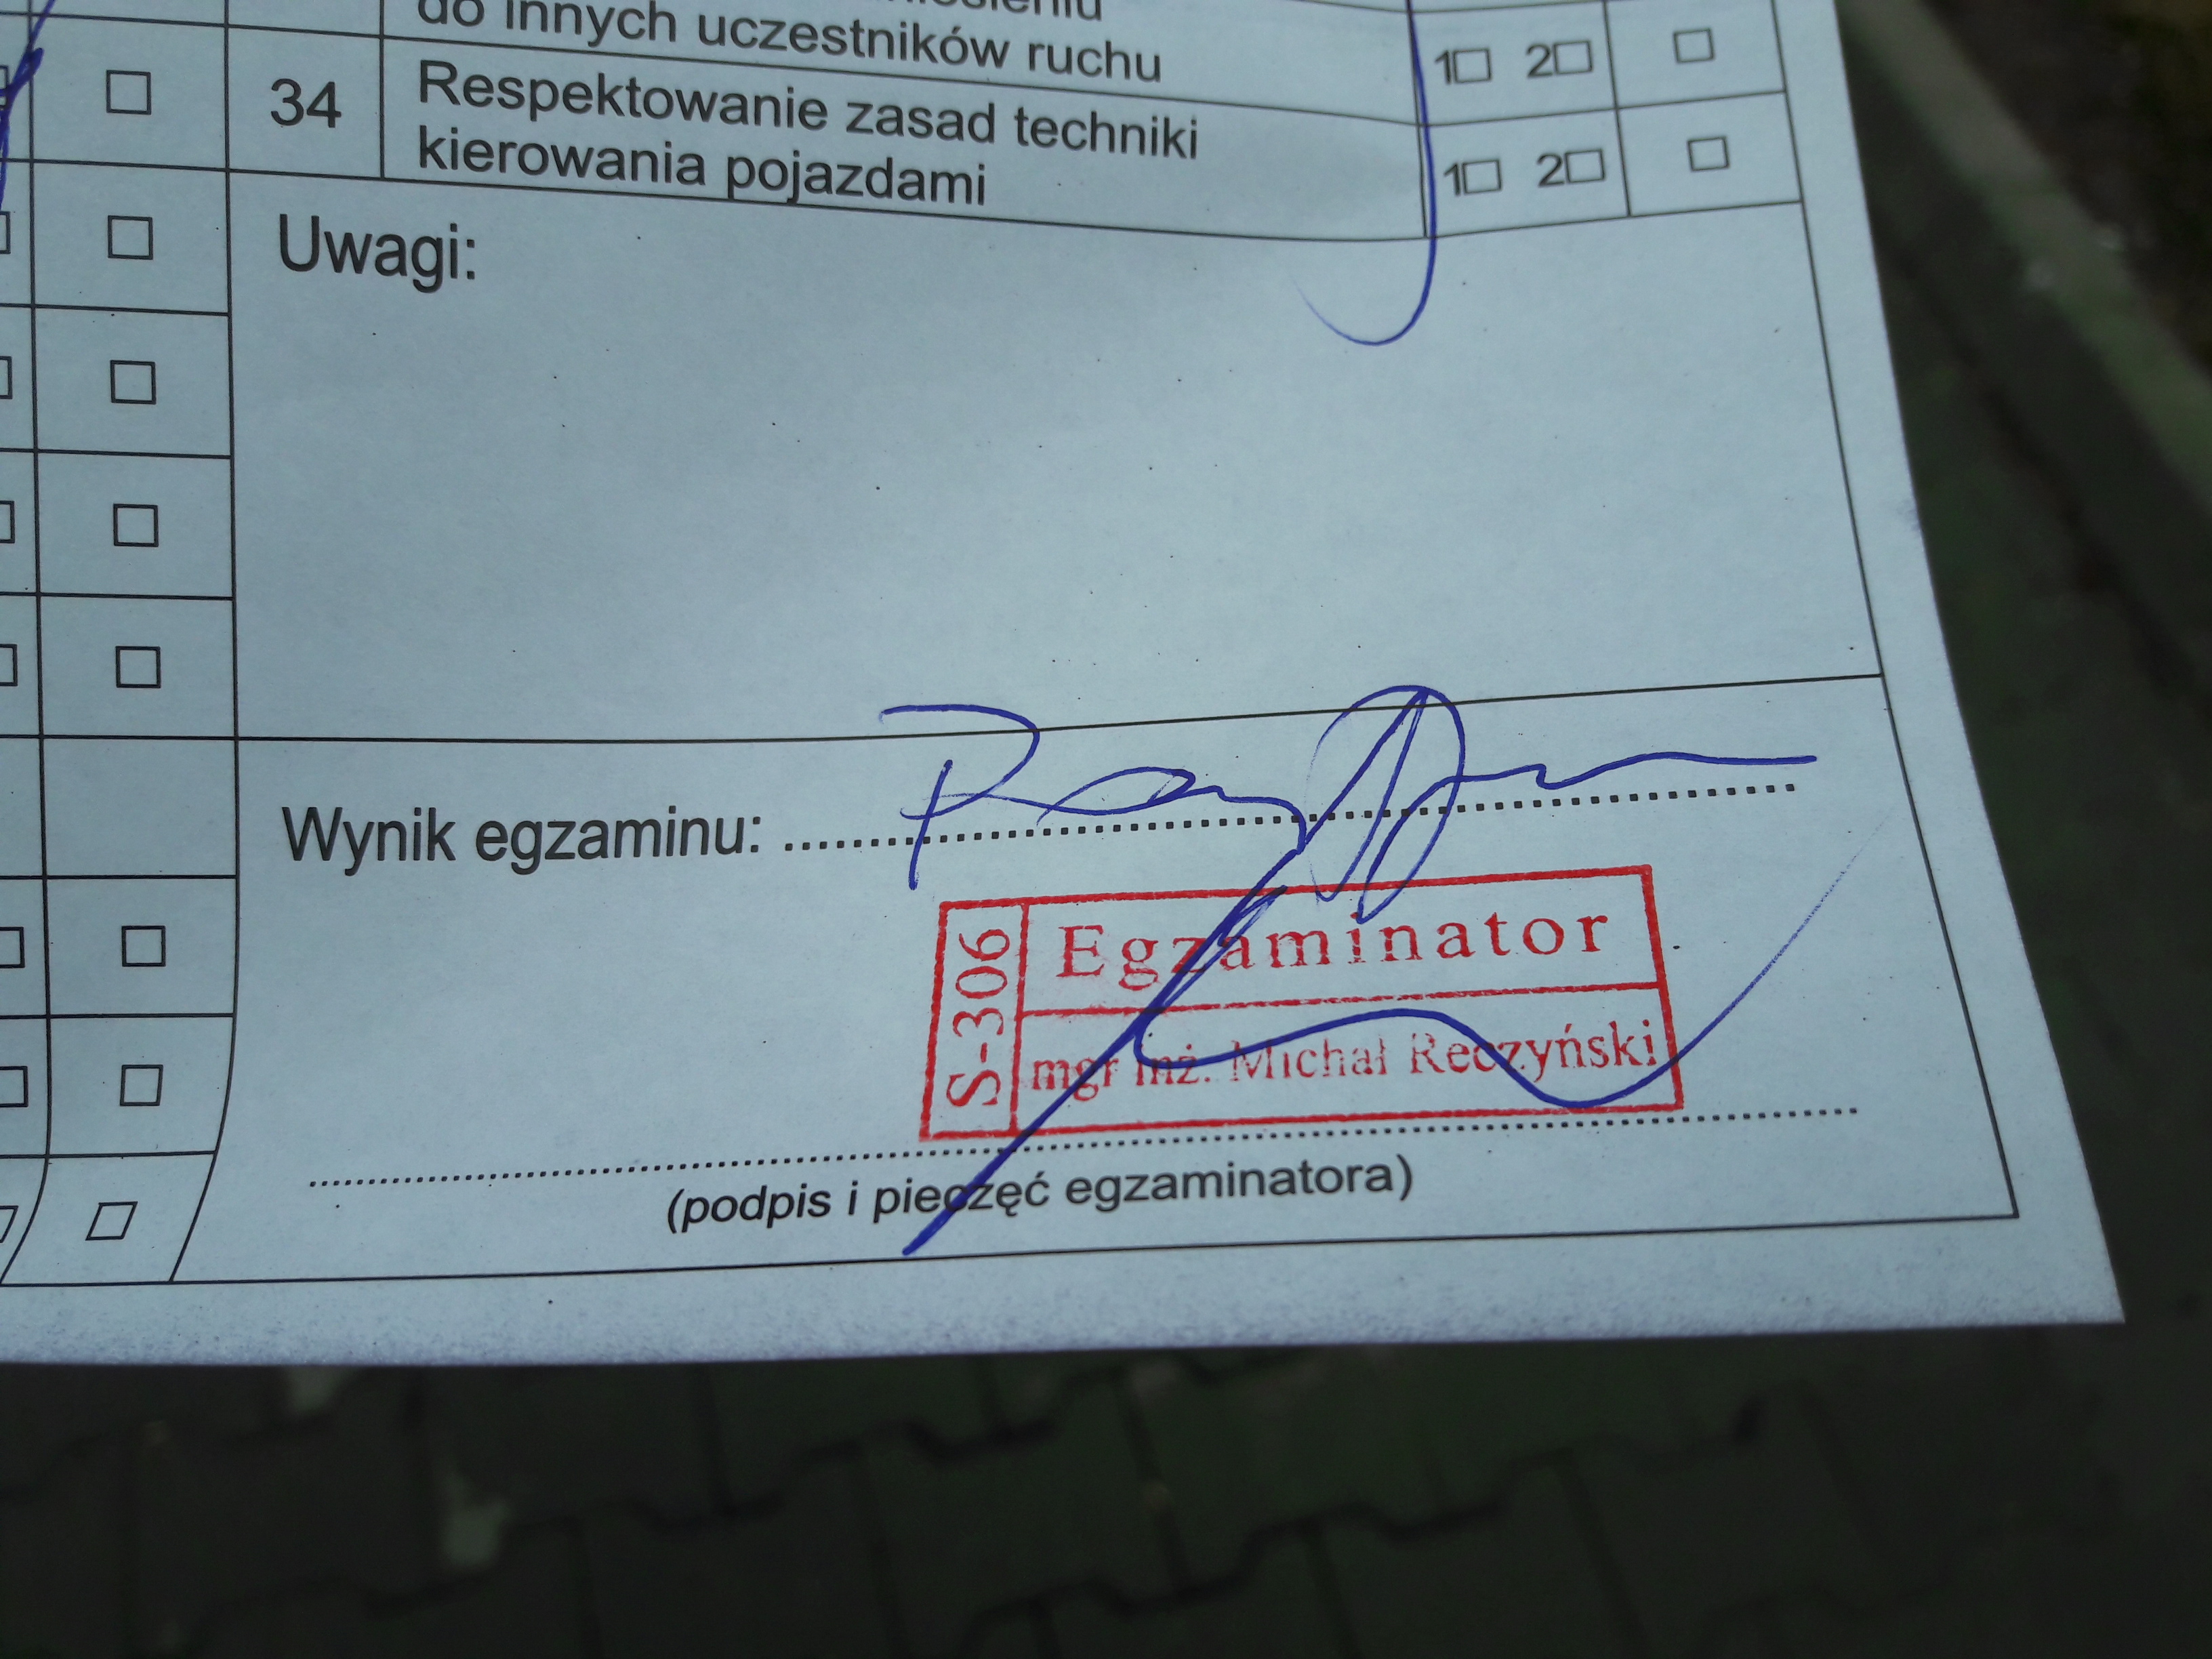 do innych uczestników ruchu
1 2
34 Respektowanie zasad techniki
kierowania pojazdami
1 2
Uwagi:
Wynik egzaminu:
S-306
Egzaminator
mgr inż. Michał Reczyński
(podpis i pieczęć egzaminatora)